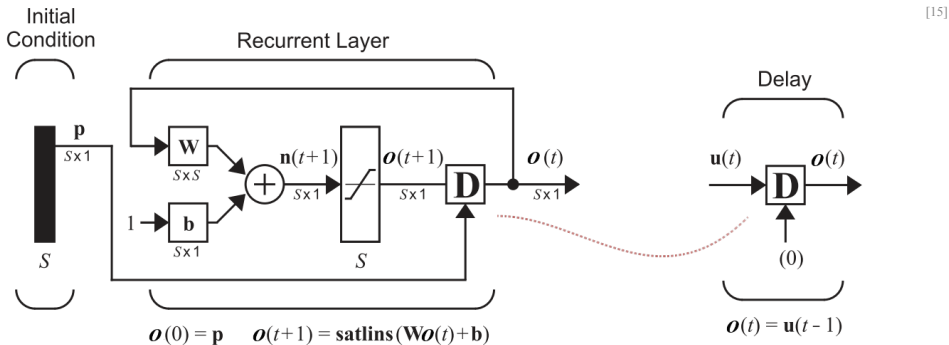 [15]
Initial
Condition
Recurrent Layer
Delay
p
S×1
W
S×S
n(t+1)
S×1
o(t+1)
S×1
D
o(t)
S×1
1
b
S×1
S
S
u(t)
D
o(t)
(0)
o(0) = p   o(t+1) = satlins(Wo(t)+b)
o(t) = u(t - 1)